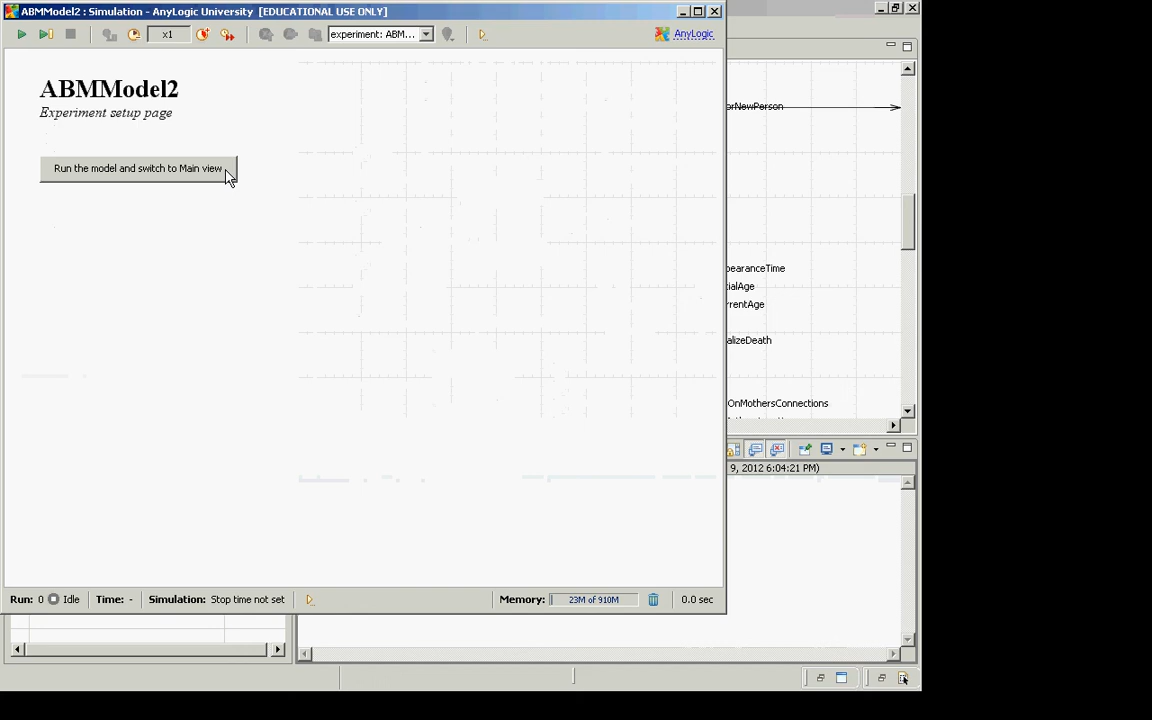 ABMModel2 : Simulation - AnyLogic University [EDUCATIONAL USE ONLY]
x1
experiment: ABM...
AnyLogic
ABMModel2
Experiment setup page
Run the model and switch to Main view
orNewPerson
pearanceTime
ialAge
rrentAge
alizeDeath
OnMothersConnections
9, 2012 6:04:21 PM)
Run: 0 Idle Time: - Simulation: Stop time not set Memory: 23M of 910M 0.0 sec